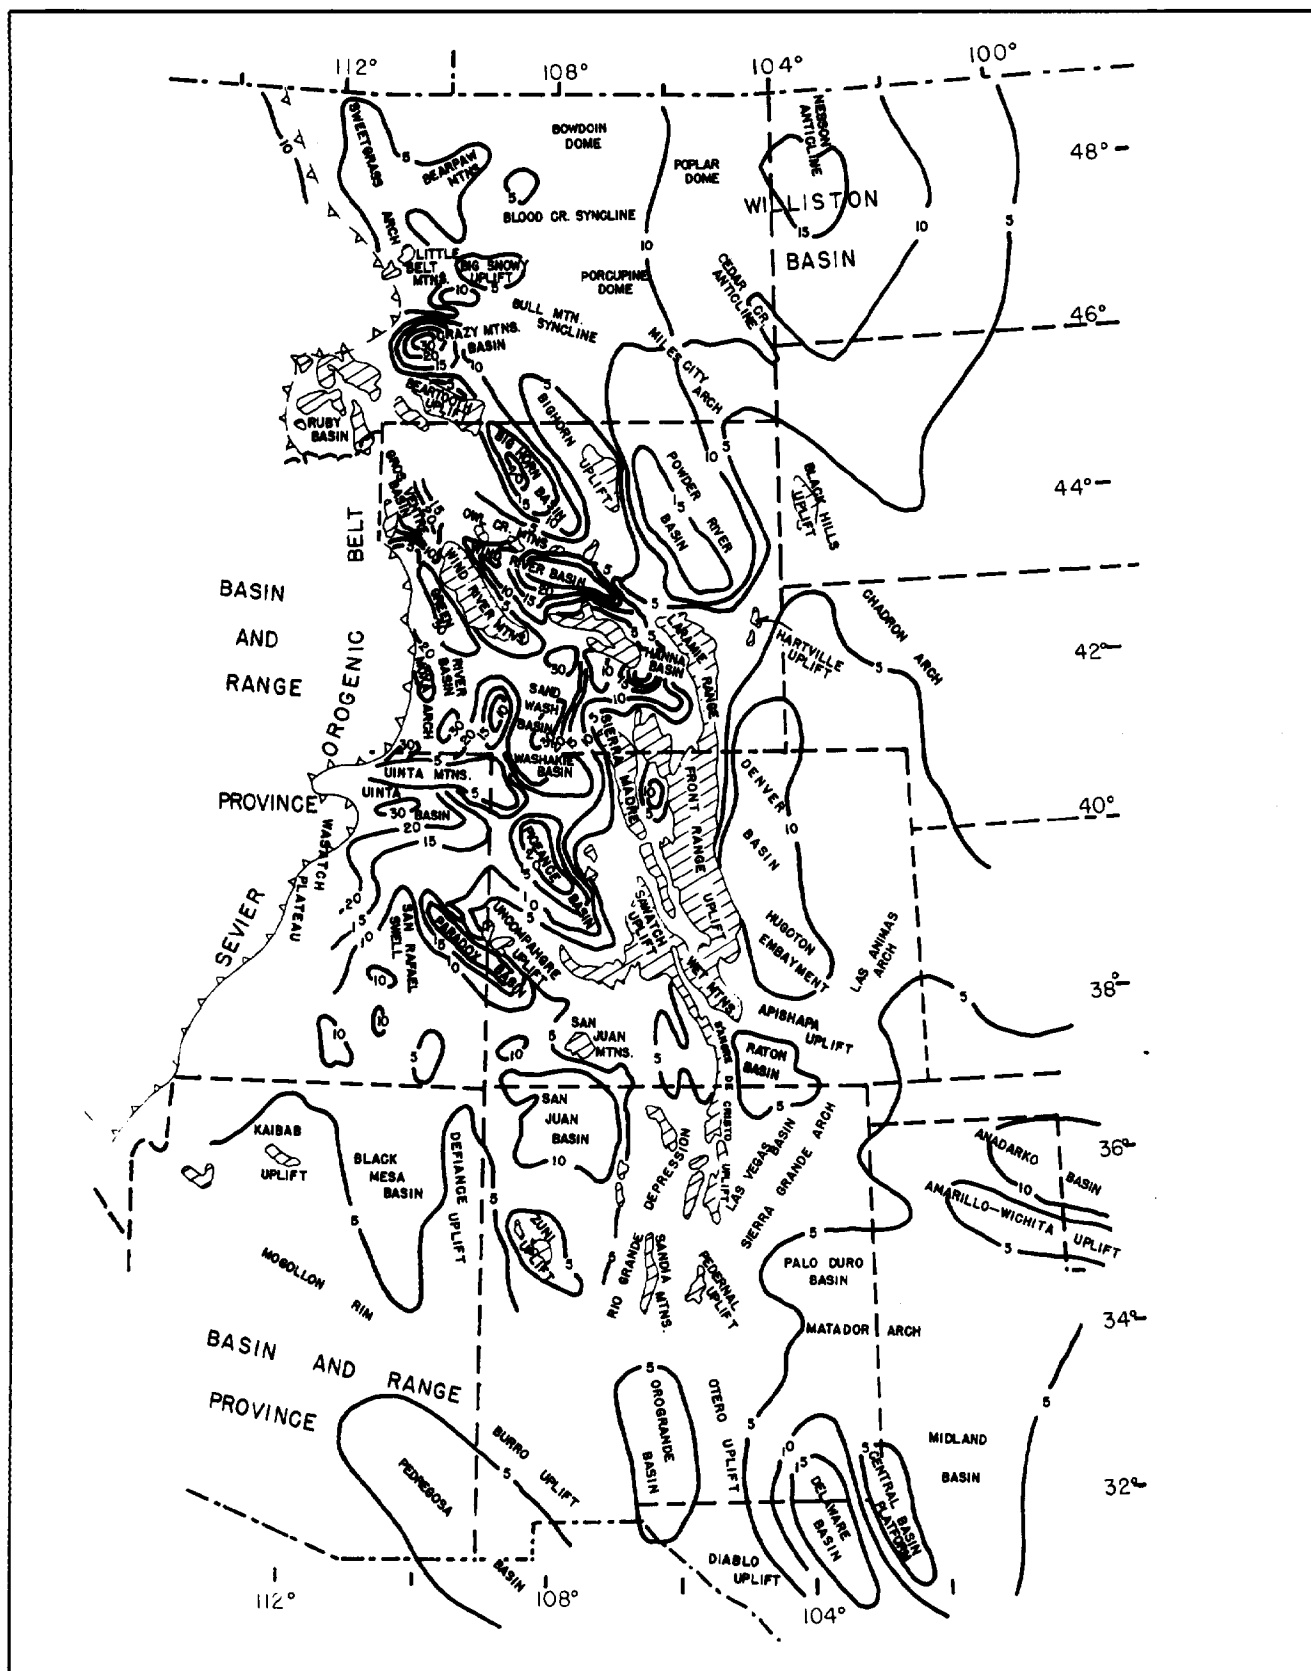 112°
108°
104°
100°
48°
46°
44°
42°
40°
38°
36°
34°
32°
SWEETGRASS
ARCH
BEARPAW
MTNS.
BOWDOIN
DOME
POPLAR
DOME
NESSON
ANTICLINE
WILLISTON
BASIN
BLOOD CR. SYNCLINE
LITTLE
BELT
MTNS.
BIG SNOWY
UPLIFT
PORCUPINE
DOME
CEDAR CR.
ANTICLINE
BULL MTN.
SYNCLINE
CRAZY MTNS.
BASIN
MILES CITY
ARCH
BEARTOOTH
UPLIFT
RUBY
BASIN
BIGHORN
UPLIFT
BIG HORN BASIN
POWDER RIVER
BASIN
BLACK HILLS
UPLIFT
GROS VENTRE
BASIN
OWL CR. MTNS
WIND
RIVER BASIN
WIND RIVER MTNS.
GREEN
RIVER
BASIN
MOXA ARCH
CHADRON ARCH
HARTVILLE
UPLIFT
LARAMIE RANGE
HANNA
BASIN
SAND
WASH
BASIN
WASHAKIE
BASIN
SIERRA MADRE
FRONT
RANGE
UPLIFT
DENVER
BASIN
UINTA MTNS.
UINTA
BASIN
PICEANCE
BASIN
BASIN
AND
RANGE
PROVINCE
SEVIER
OROGENIC
BELT
WASATCH
PLATEAU
SAN RAFAEL
SWELL
PARADOX
BASIN
UNCOMPAHGRE
UPLIFT
SAWATCH
UPLIFT
WET MTNS.
HUGOTON
EMBAYMENT
LAS ANIMAS
ARCH
APISHAPA
UPLIFT
SAN
JUAN
MTNS.
RATON
BASIN
SANGRE DE CRISTO UPLIFT
SAN
JUAN
BASIN
KAIBAB
UPLIFT
BLACK
MESA
BASIN
DEFIANCE UPLIFT
ZUNI
UPLIFT
RIO GRANDE
DEPRESSION
LAS VEGAS BASIN
SIERRA GRANDE ARCH
SANDIA
MTNS.
PEDERNAL
UPLIFT
ANADARKO
BASIN
AMARILLO-WICHITA UPLIFT
PALO DURO
BASIN
MATADOR ARCH
MOGOLLON
RIM
BASIN AND RANGE
PROVINCE
PEDREGOSA
BASIN
BURRO UPLIFT
OROGRANDE
BASIN
OTERO UPLIFT
DIABLO
UPLIFT
DELAWARE
BASIN
CENTRAL BASIN
PLATFORM
MIDLAND
BASIN
112°
108°
104°